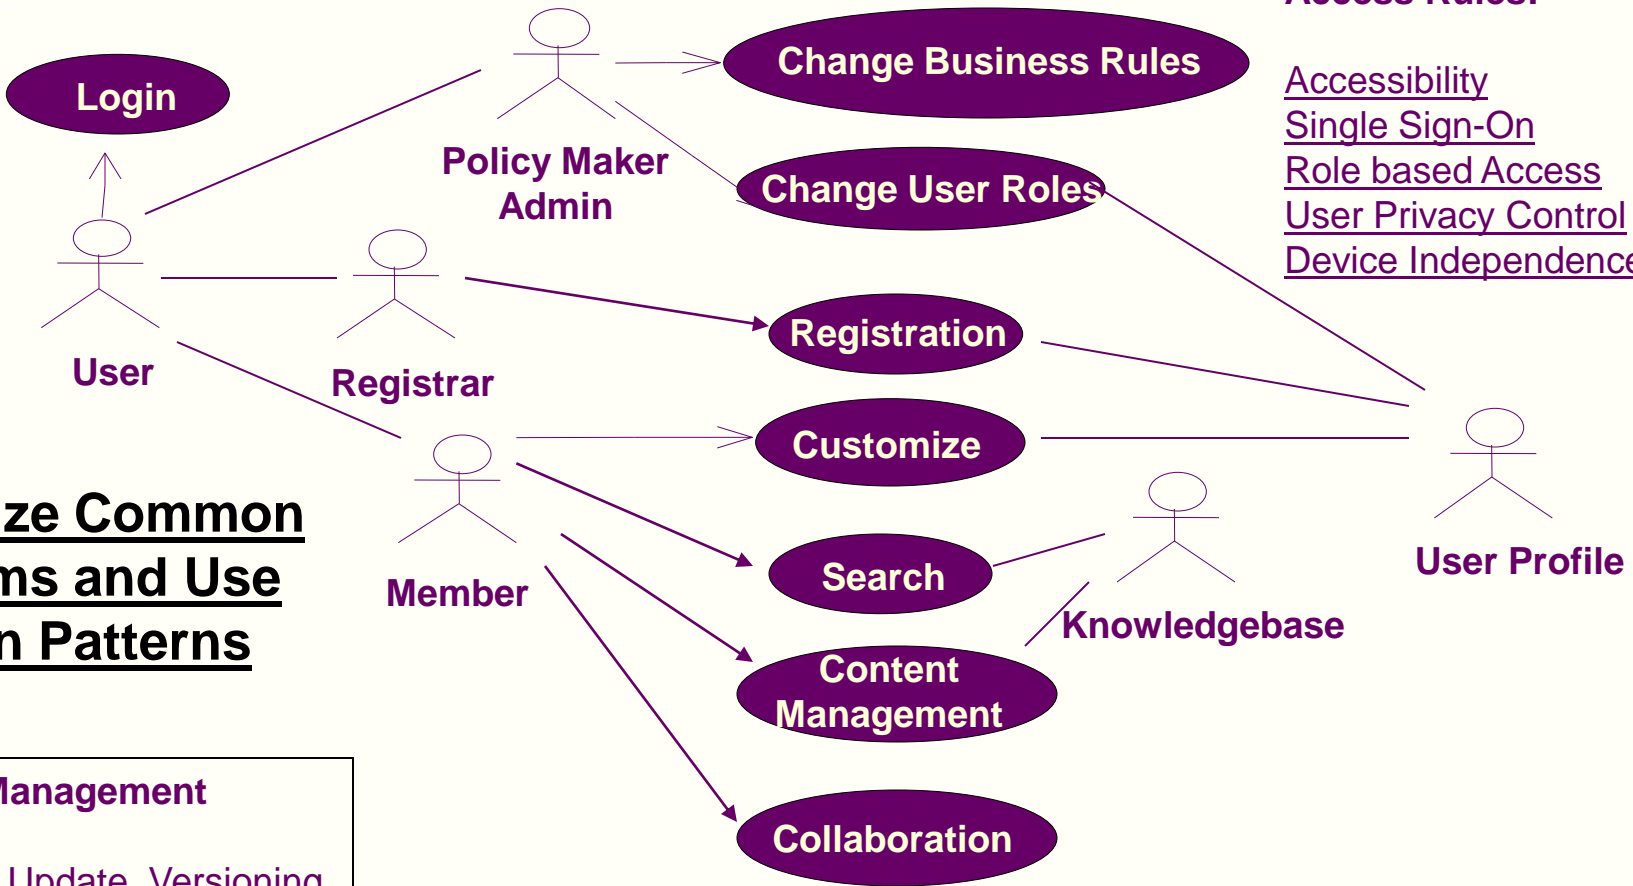 Access Rules:
Change Business Rules
Login
Accessibility
Single Sign-On
Role based Access
User Privacy Control
Device Independence
Policy Maker
Admin
Change User Roles
Registration
User
Registrar
Customize
ze Common
ms and Use
n Patterns
Member
Search
User Profile
Knowledgebase
Content
Management
Management
Update, Versioning
Collaboration